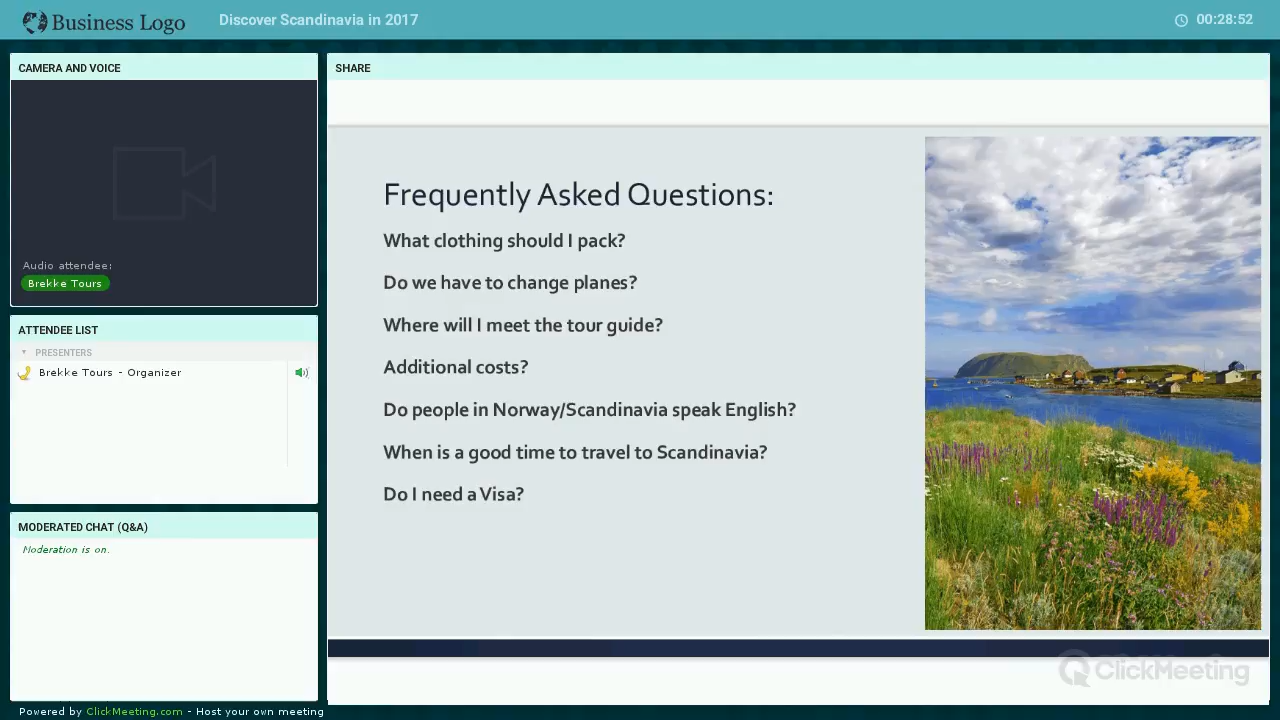 Business Logo
Discover Scandinavia in 2017
00:28:52
CAMERA AND VOICE
Audio attendee:
Brekke Tours
ATTENDEE LIST
PRESENTERS
Brekke Tours - Organizer
MODERATED CHAT (Q&A)
Moderation is on.
SHARE
Frequently Asked Questions:
What clothing should I pack?
Do we have to change planes?
Where will I meet the tour guide?
Additional costs?
Do people in Norway/Scandinavia speak English?
When is a good time to travel to Scandinavia?
Do I need a Visa?
ClickMeeting
Powered by ClickMeeting.com - Host your own meeting